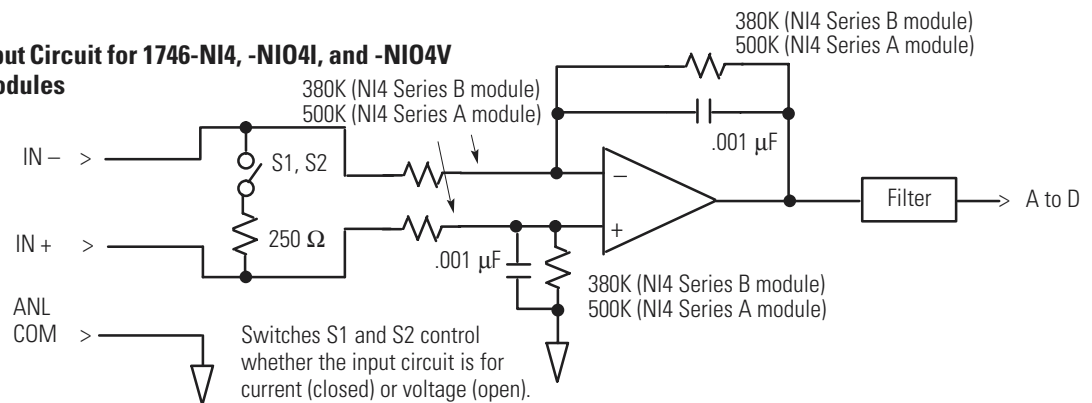 380K (NI4 Series B module)
500K (NI4 Series A module)
put Circuit for 1746-NI4, -NIO4I, and -NIO4V
odules
380K (NI4 Series B module)
500K (NI4 Series A module)
.001 µF
IN – >
S1, S2
–
Filter
> A to D
+
250 Ω
IN + >
.001 µF
380K (NI4 Series B module)
500K (NI4 Series A module)
ANL
COM >
Switches S1 and S2 control
whether the input circuit is for
current (closed) or voltage (open).